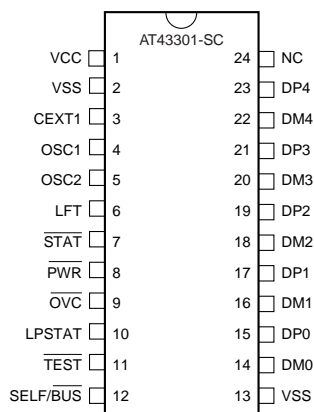 AT43301-SC
VCC 1 24 NC
VSS 2 23 DP4
CEXT1 3 22 DM4
OSC1 4 21 DP3
OSC2 5 20 DM3
LFT 6 19 DP2
STAT 7 18 DM2
PWR 8 17 DP1
OVC 9 16 DM1
LPSTAT 10 15 DP0
TEST 11 14 DM0
SELF/BUS 12 13 VSS